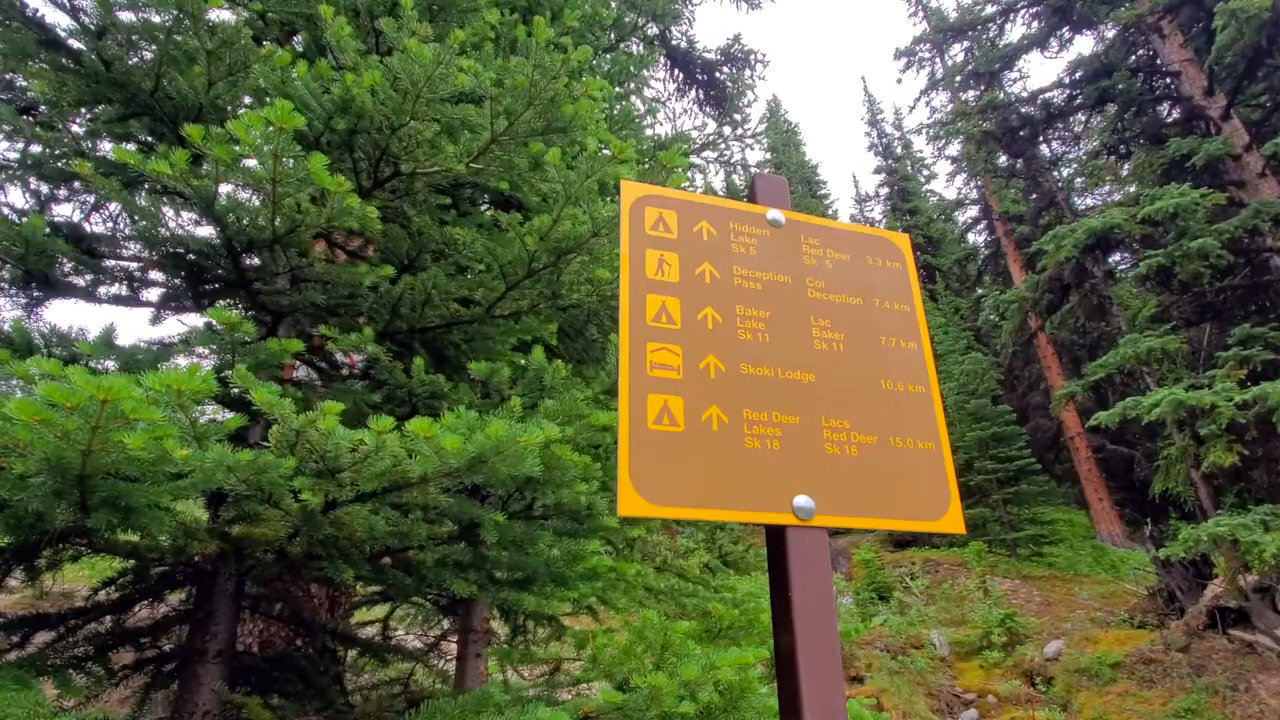 Hidden Lake Sk 5
Lac Red Deer Sk 5
3.3 km
Deception Pass
Col Deception
7.4 km
Baker Lake Sk 11
Lac Baker Sk 11
7.7 km
Skoki Lodge
10.6 km
Red Deer Lakes Sk 18
Lacs Red Deer Sk 18
15.0 km